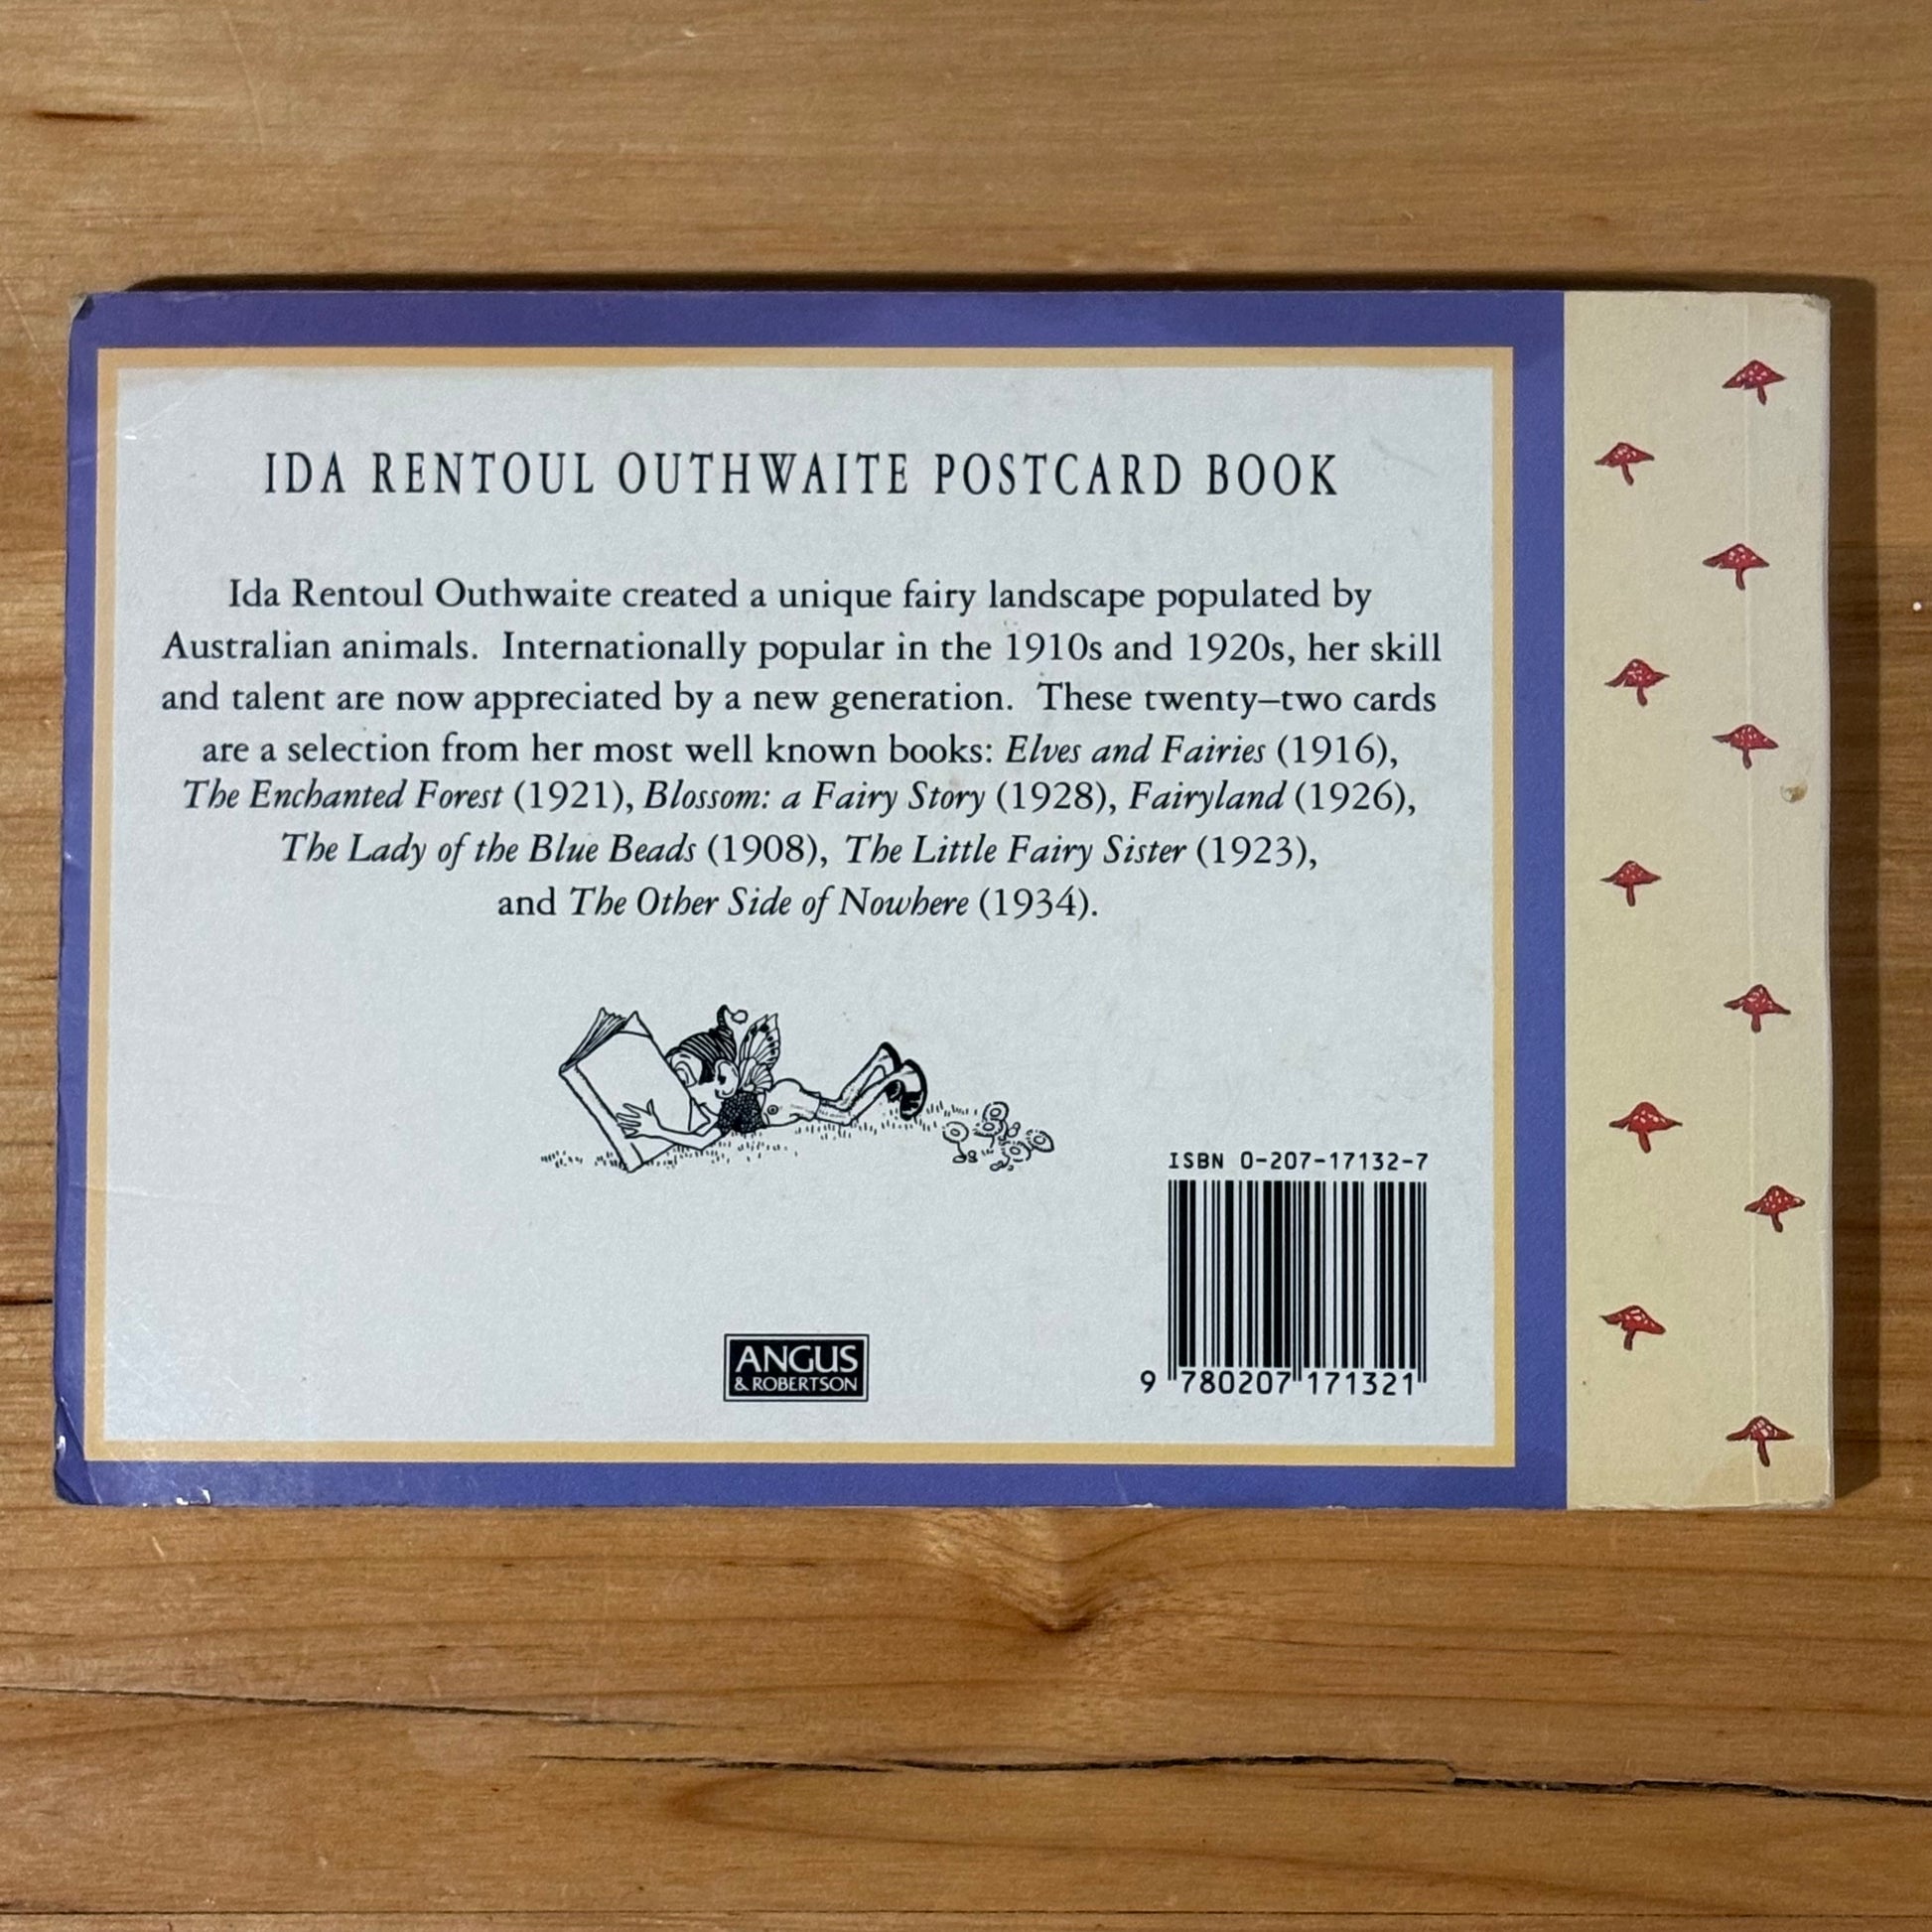 IDA RENTOUL OUTHWAITE POSTCARD BOOK
Ida Rentoul Outhwaite created a unique fairy landscape populated by
Australian animals. Internationally popular in the 1910s and 1920s, her skill
and talent are now appreciated by a new generation. These twenty–two cards
are a selection from her most well known books: Elves and Fairies (1916),
The Enchanted Forest (1921), Blossom: a Fairy Story (1928), Fairyland (1926),
The Lady of the Blue Beads (1908), The Little Fairy Sister (1923),
and The Other Side of Nowhere (1934).
ISBN 0-207-17132-7
9 780207 171321
ANGUS
& ROBERTSON